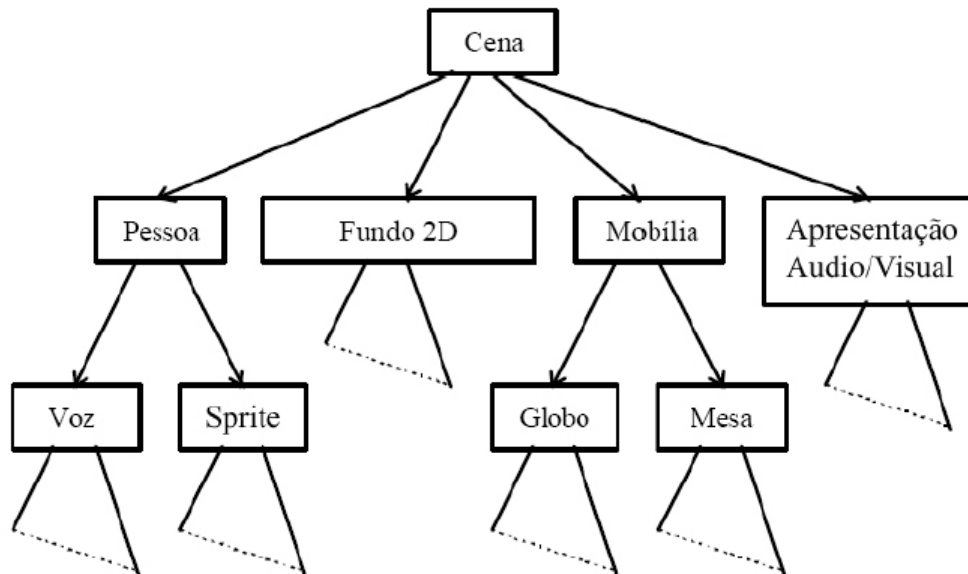 Cena
Pessoa
Fundo 2D
Mobília
Apresentação
Audio/Visual
Voz
Sprite
Globo
Mesa